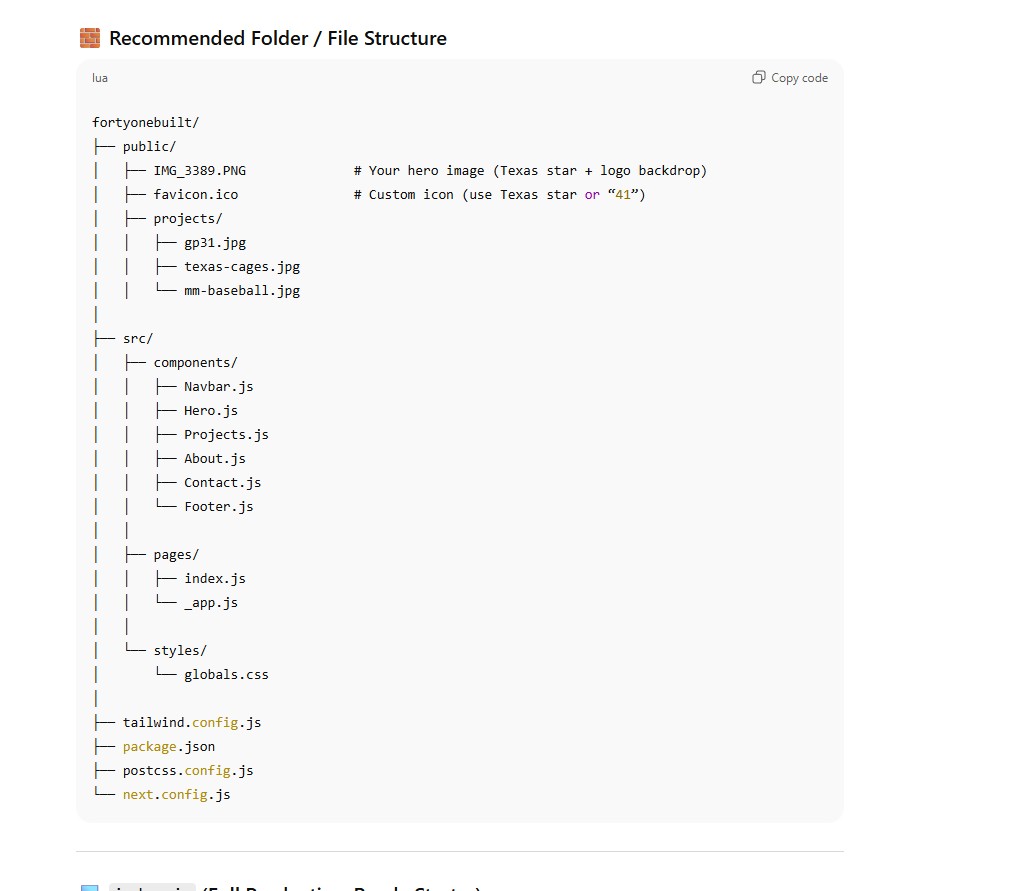 🧱 Recommended Folder / File Structure
lua
Copy code
fortyonebuilt/
├── public/
│   ├── IMG_3389.PNG              # Your hero image (Texas star + logo backdrop)
│   ├── favicon.ico               # Custom icon (use Texas star or “41”)
│   ├── projects/
│   │   ├── gp31.jpg
│   │   ├── texas-cages.jpg
│   │   └── mm-baseball.jpg
│
├── src/
│   ├── components/
│   │   ├── Navbar.js
│   │   ├── Hero.js
│   │   ├── Projects.js
│   │   ├── About.js
│   │   ├── Contact.js
│   │   └── Footer.js
│   │
│   ├── pages/
│   │   ├── index.js
│   │   └── _app.js
│   │
│   └── styles/
│       └── globals.css
│
├── tailwind.config.js
├── package.json
├── postcss.config.js
└── next.config.js